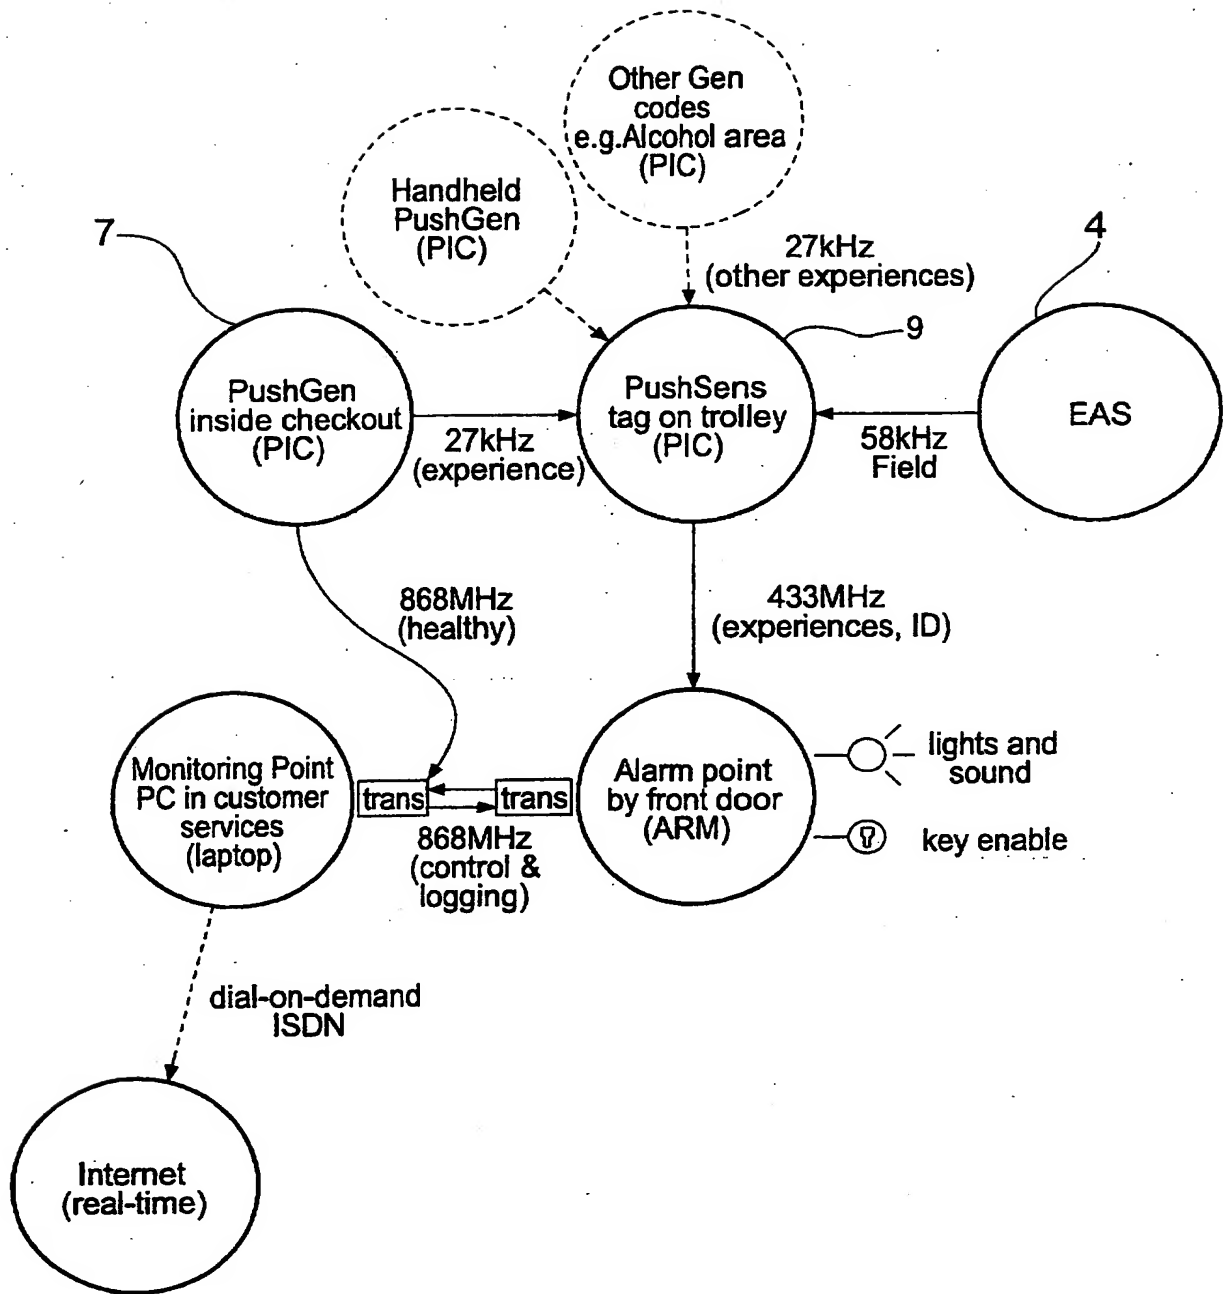 Other Gen
codes
e.g.Alcohol area
(PIC)
Handheld
PushGen
(PIC)
7
27kHz
(other experiences)
4
9
PushGen
inside checkout
(PIC)
27kHz
(experience)
PushSens
tag on trolley
(PIC)
58kHz
Field
EAS
868MHz
(healthy)
433MHz
(experiences, ID)
Monitoring Point
PC in customer
services
(laptop)
trans
trans
868MHz
(control &
logging)
Alarm point
by front door
(ARM)
lights and
sound
key enable
dial-on-demand
ISDN
Internet
(real-time)